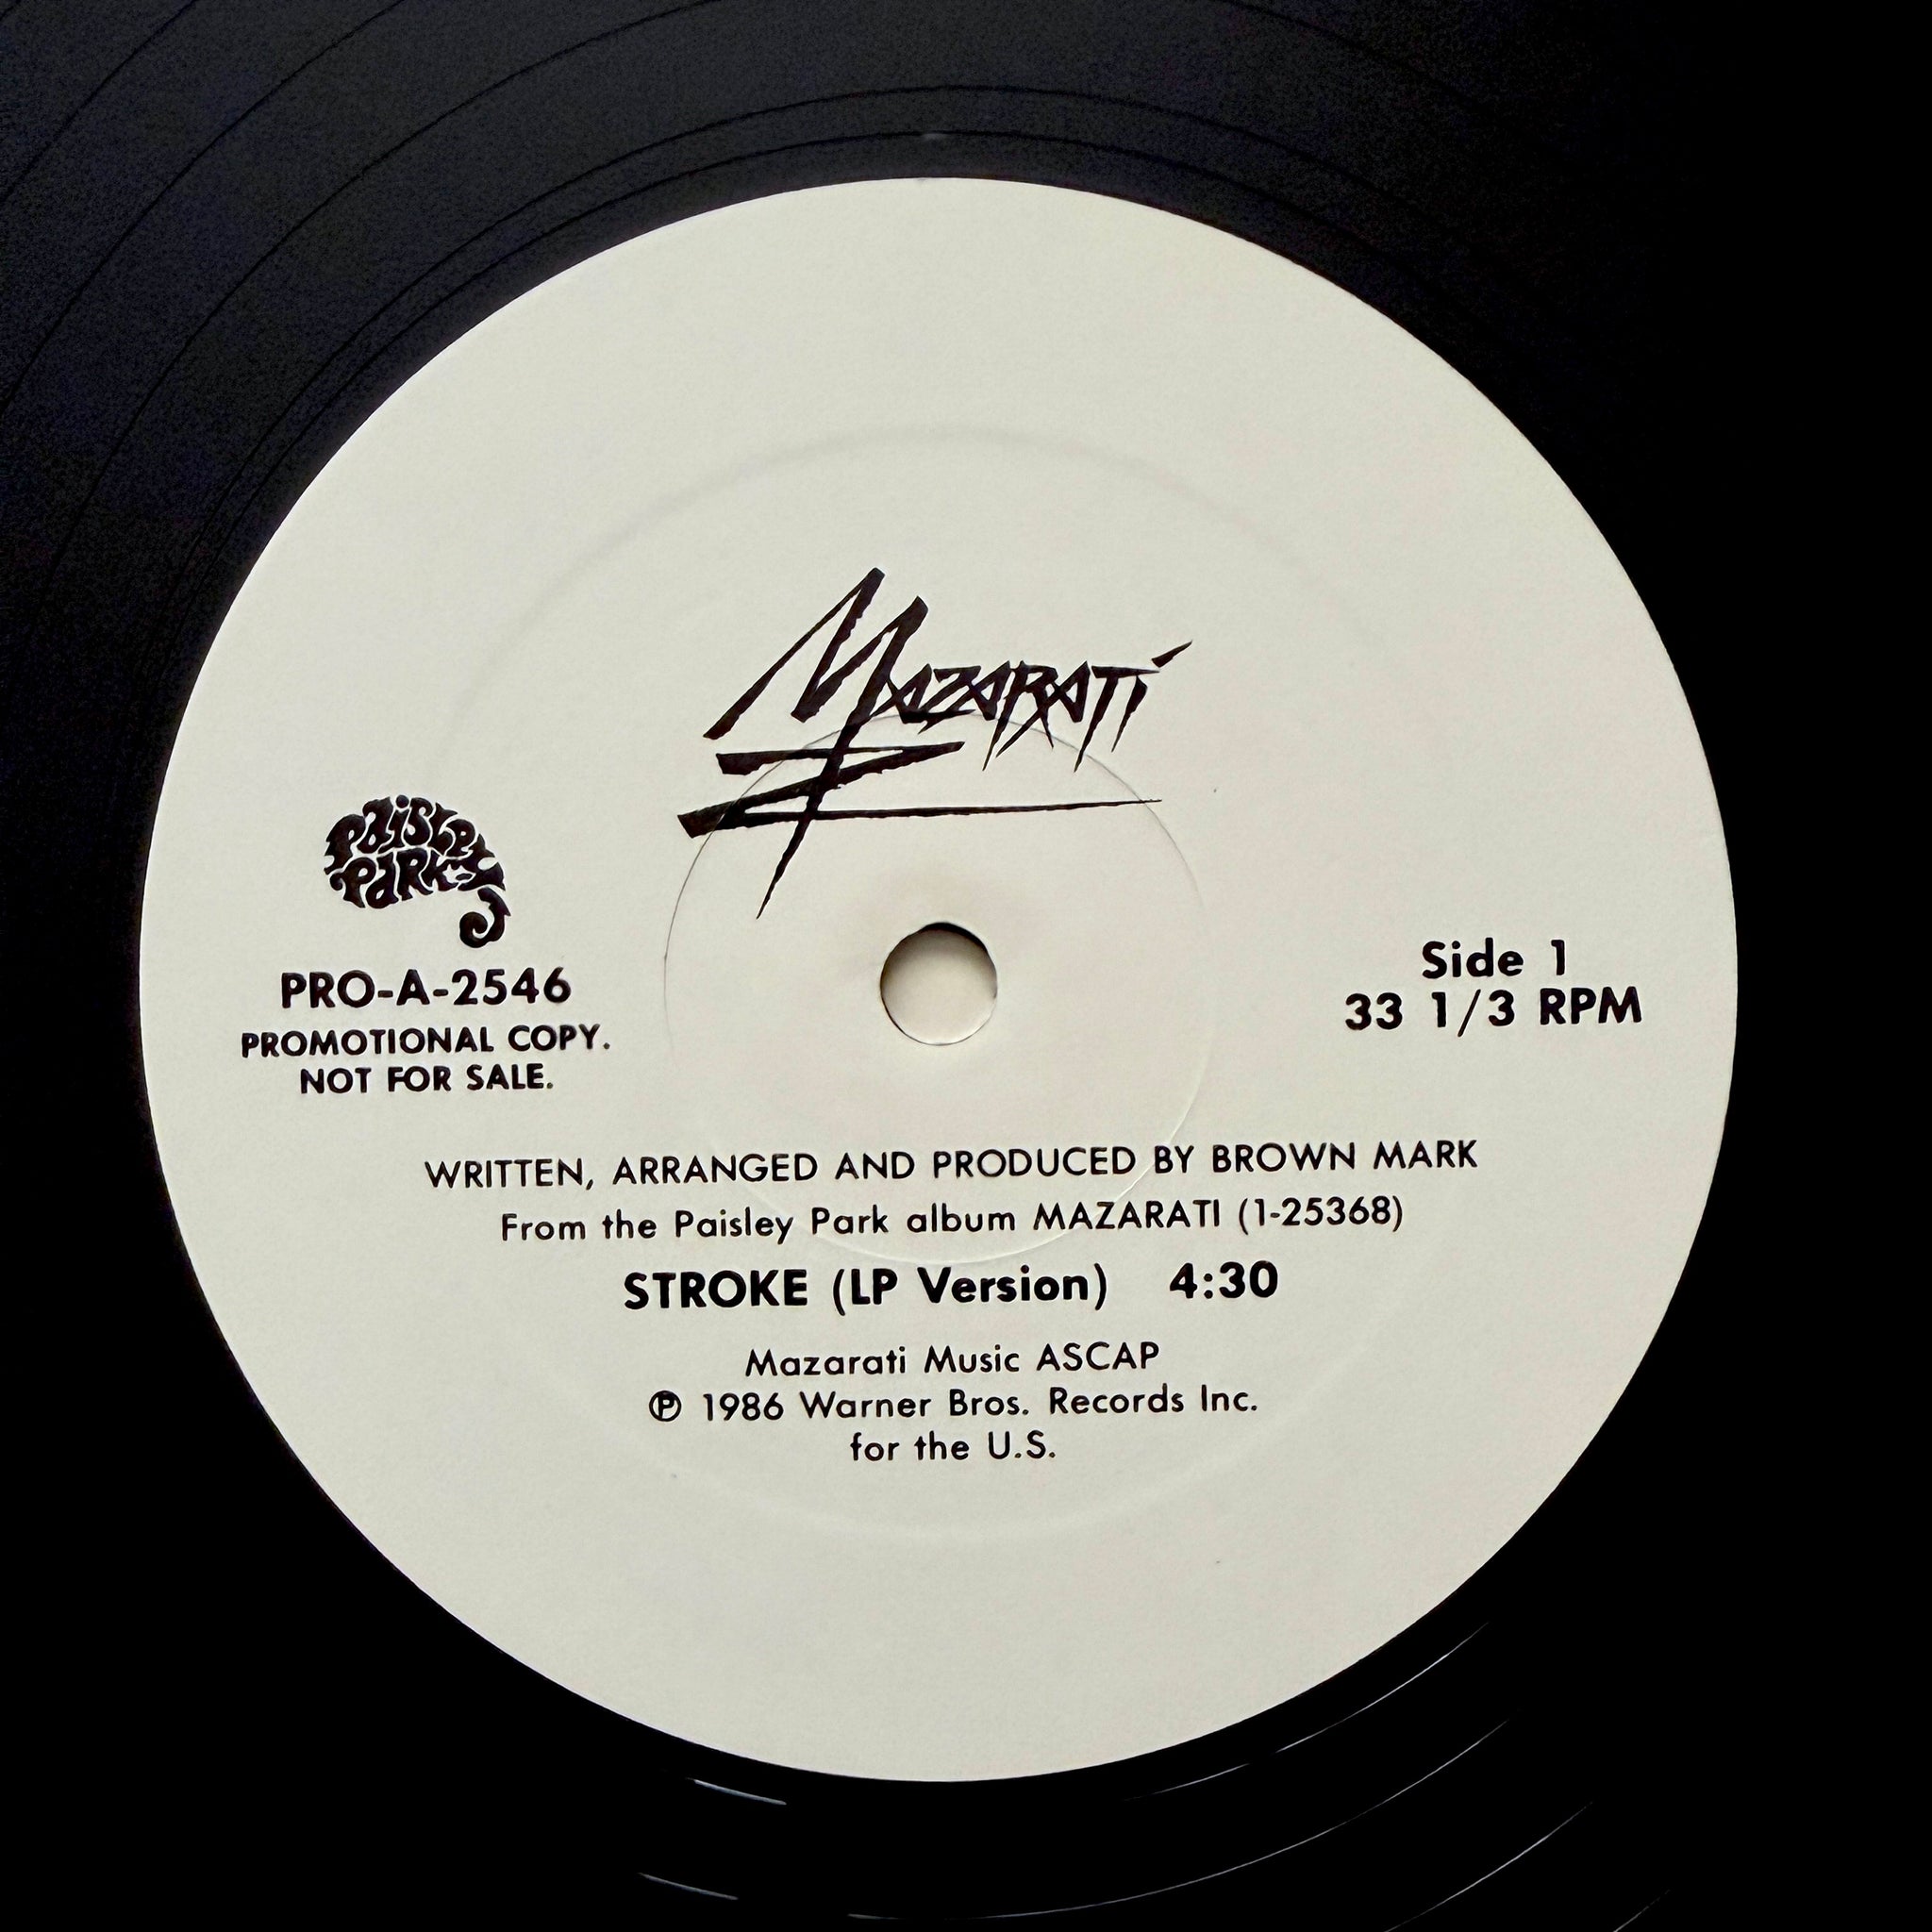 Mazarati
Paisley
Park
PRO-A-2546
PROMOTIONAL COPY.
NOT FOR SALE.
Side 1
33 1/3 RPM
WRITTEN, ARRANGED AND PRODUCED BY BROWN MARK
From the Paisley Park album MAZARATI (1-25368)
STROKE (LP Version) 4:30
Mazarati Music ASCAP
℗ 1986 Warner Bros. Records Inc.
for the U.S.